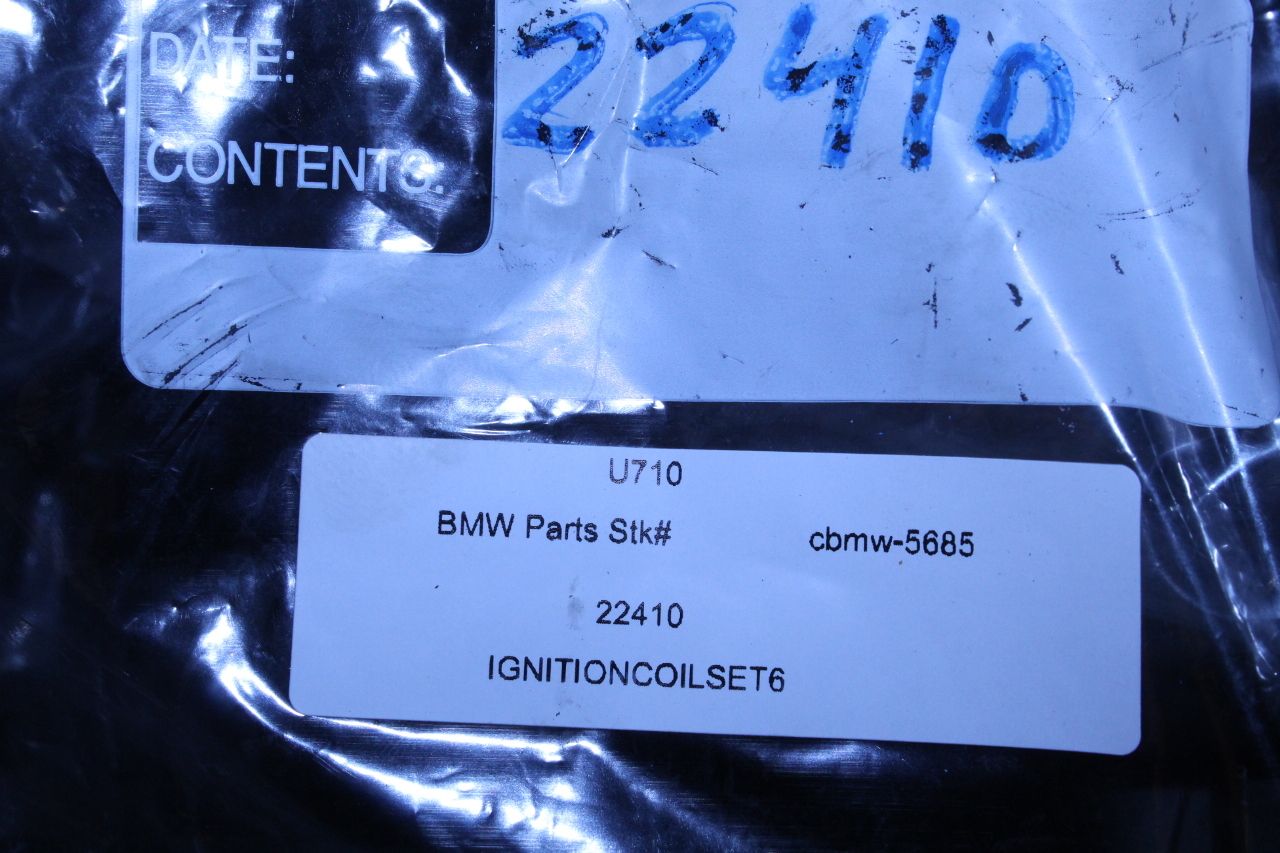 DATE:
22410
CONTENTS:
U710
BMW Parts Stk# cbmw-5685
22410
IGNITIONCOILSET6